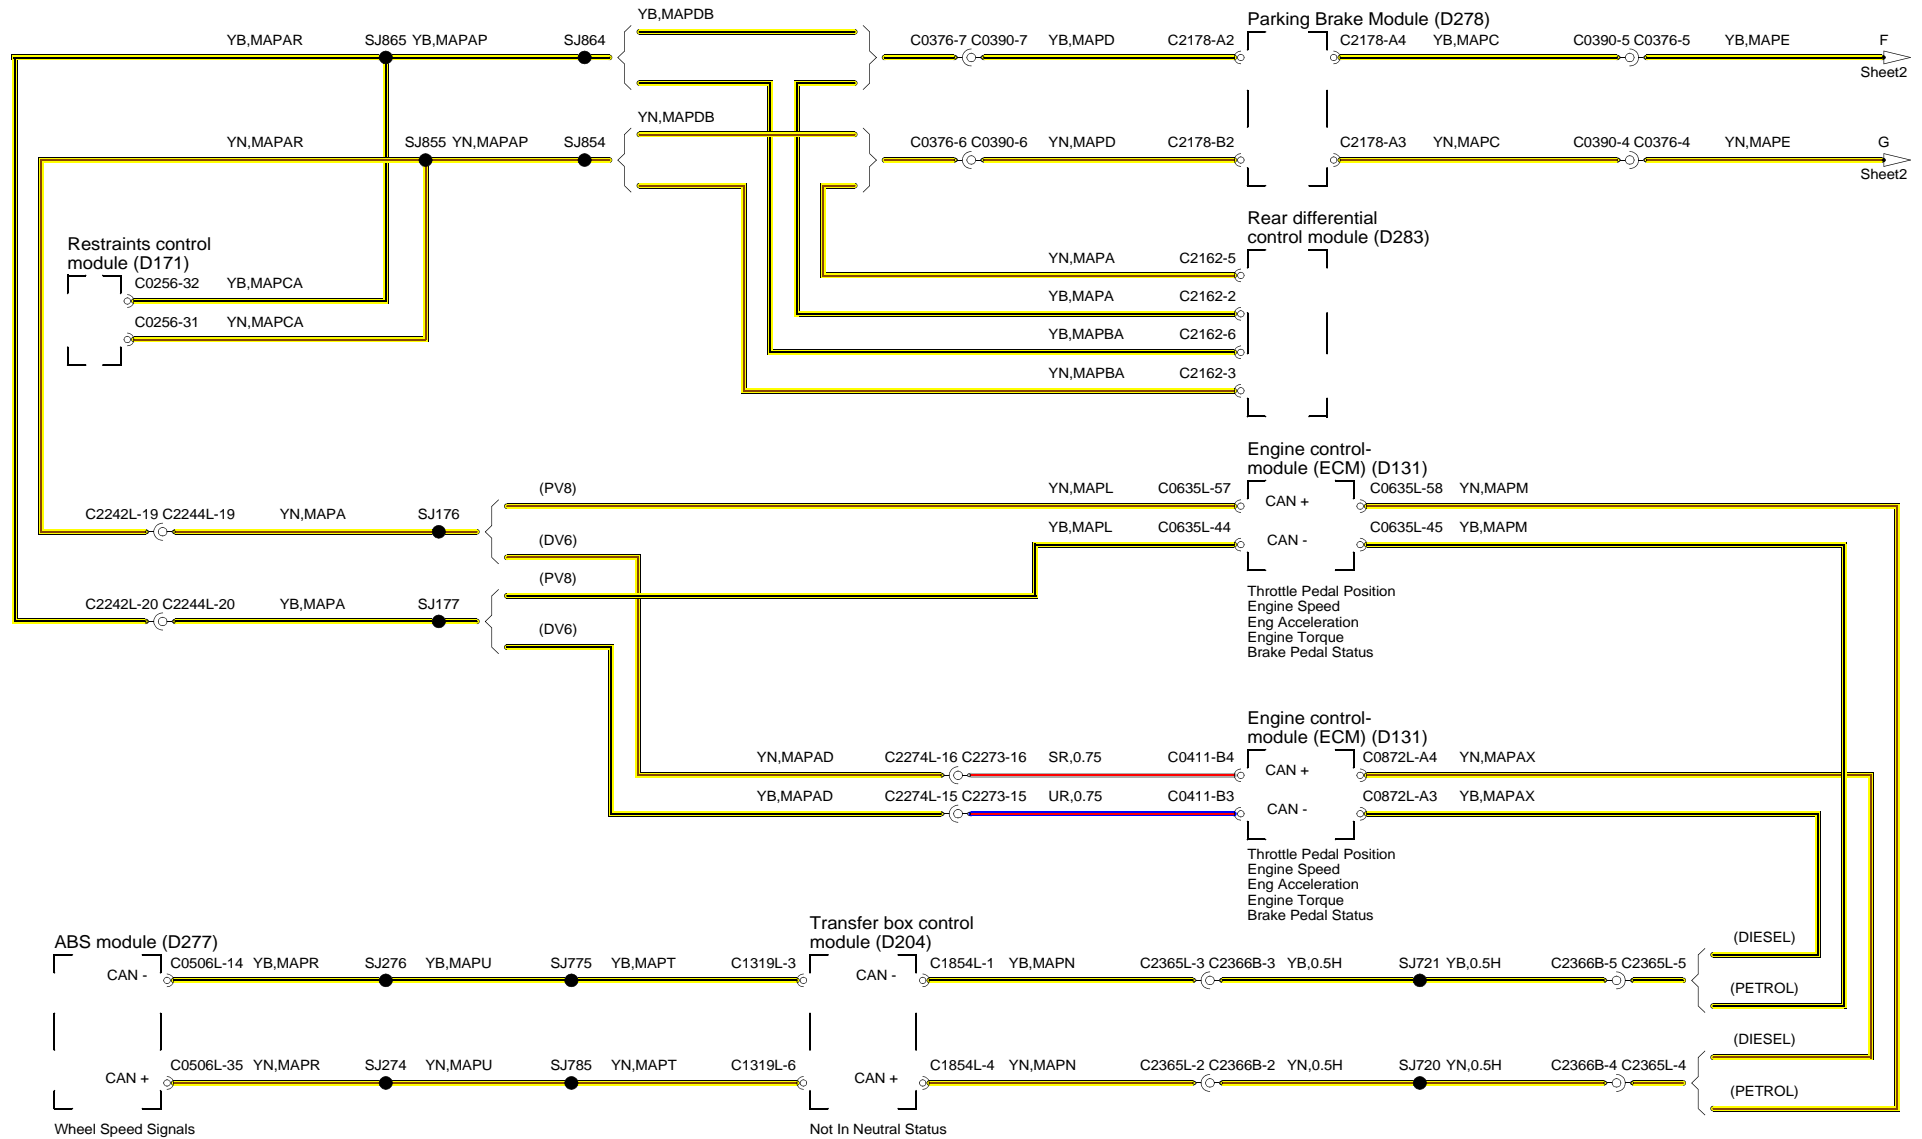 YB,MAPDB
Parking Brake Module (D278)
YB,MAPAR SJ865 YB,MAPAP SJ864 C0376-7 C0390-7 YB,MAPD C2178-A2 C2178-A4 YB,MAPC C0390-5 C0376-5 YB,MAPE F
Sheet2
YN,MAPDB
YN,MAPAR SJ855 YN,MAPAP SJ854 C0376-6 C0390-6 YN,MAPD C2178-B2 C2178-A3 YN,MAPC C0390-4 C0376-4 YN,MAPE G
Sheet2
Rear differential
control module (D283)
Restraints control
module (D171)
YN,MAPA C2162-5
C0256-32 YB,MAPCA
YB,MAPA C2162-2
C0256-31 YN,MAPCA
YB,MAPBA C2162-6
YN,MAPBA C2162-3
Engine control-
module (ECM) (D131)
(PV8) YN,MAPL C0635L-57 CAN + C0635L-58 YN,MAPM
C2242L-19 C2244L-19 YN,MAPA SJ176
YB,MAPL C0635L-44 CAN - C0635L-45 YB,MAPM
(DV6)
(PV8)
Throttle Pedal Position
Engine Speed
Eng Acceleration
Engine Torque
Brake Pedal Status
C2242L-20 C2244L-20 YB,MAPA SJ177
(DV6)
Engine control-
module (ECM) (D131)
YN,MAPAD C2274L-16 C2273-16 SR,0.75 C0411-B4 CAN + C0872L-A4 YN,MAPAX
YB,MAPAD C2274L-15 C2273-15 UR,0.75 C0411-B3 CAN - C0872L-A3 YB,MAPAX
Throttle Pedal Position
Engine Speed
Eng Acceleration
Engine Torque
Brake Pedal Status
ABS module (D277)
Transfer box control
module (D204)
(DIESEL)
CAN - C0506L-14 YB,MAPR SJ276 YB,MAPU SJ775 YB,MAPT C1319L-3 CAN - C1854L-1 YB,MAPN C2365L-3 C2366B-3 YB,0.5H SJ721 YB,0.5H C2366B-5 C2365L-5
(PETROL)
(DIESEL)
CAN + C0506L-35 YN,MAPR SJ274 YN,MAPU SJ785 YN,MAPT C1319L-6 CAN + C1854L-4 YN,MAPN C2365L-2 C2366B-2 YN,0.5H SJ720 YN,0.5H C2366B-4 C2365L-4
(PETROL)
Wheel Speed Signals
Not In Neutral Status